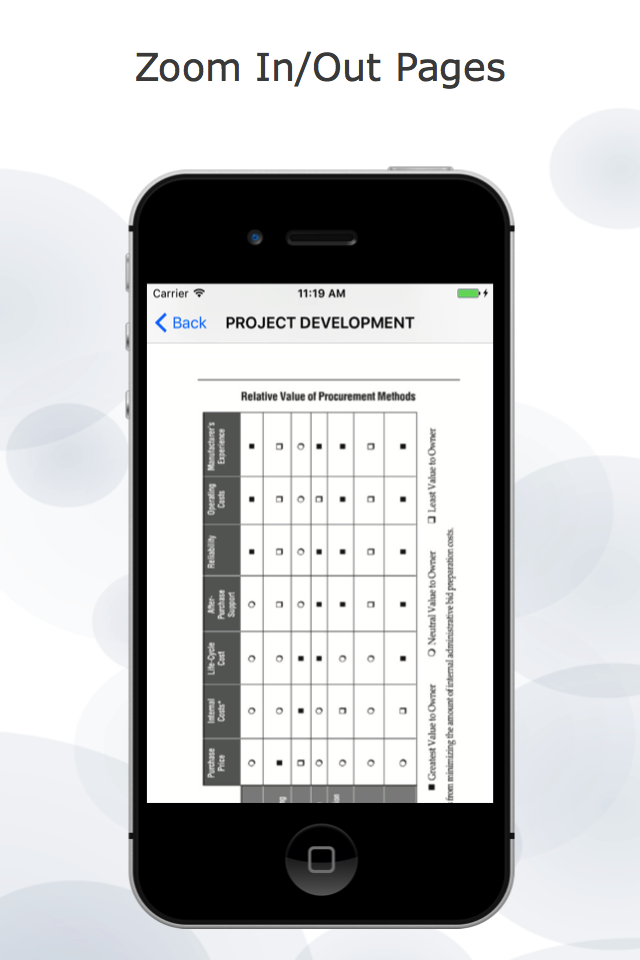 Zoom In/Out Pages
Carrier
11:19 AM
Back
PROJECT DEVELOPMENT
Relative Value of Procurement Methods
Manufacturer's
Experience
Operating
Costs
Reliability
After-
Purchase
Support
Life-Cycle
Cost
Internal
Costs*
Purchase
Price
■ Greatest Value to Owner ❍ Neutral Value to Owner ❏ Least Value to Owner
from minimizing the amount of internal administrative bid preparation costs.